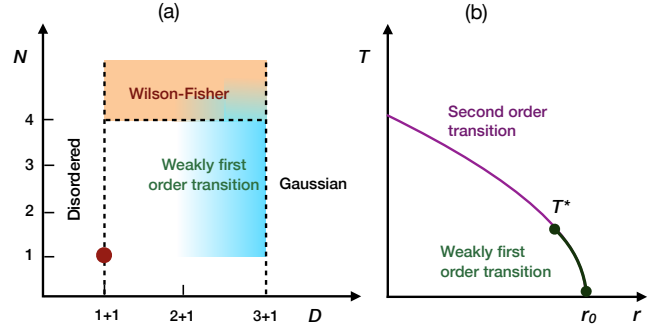 (a)
N
Wilson-Fisher
4
3
2
1
Disordered
Weakly first
order transition
Gaussian
1+1
2+1
3+1
D
(b)
T
Second order
transition
T*
Weakly first
order transition
r0
r